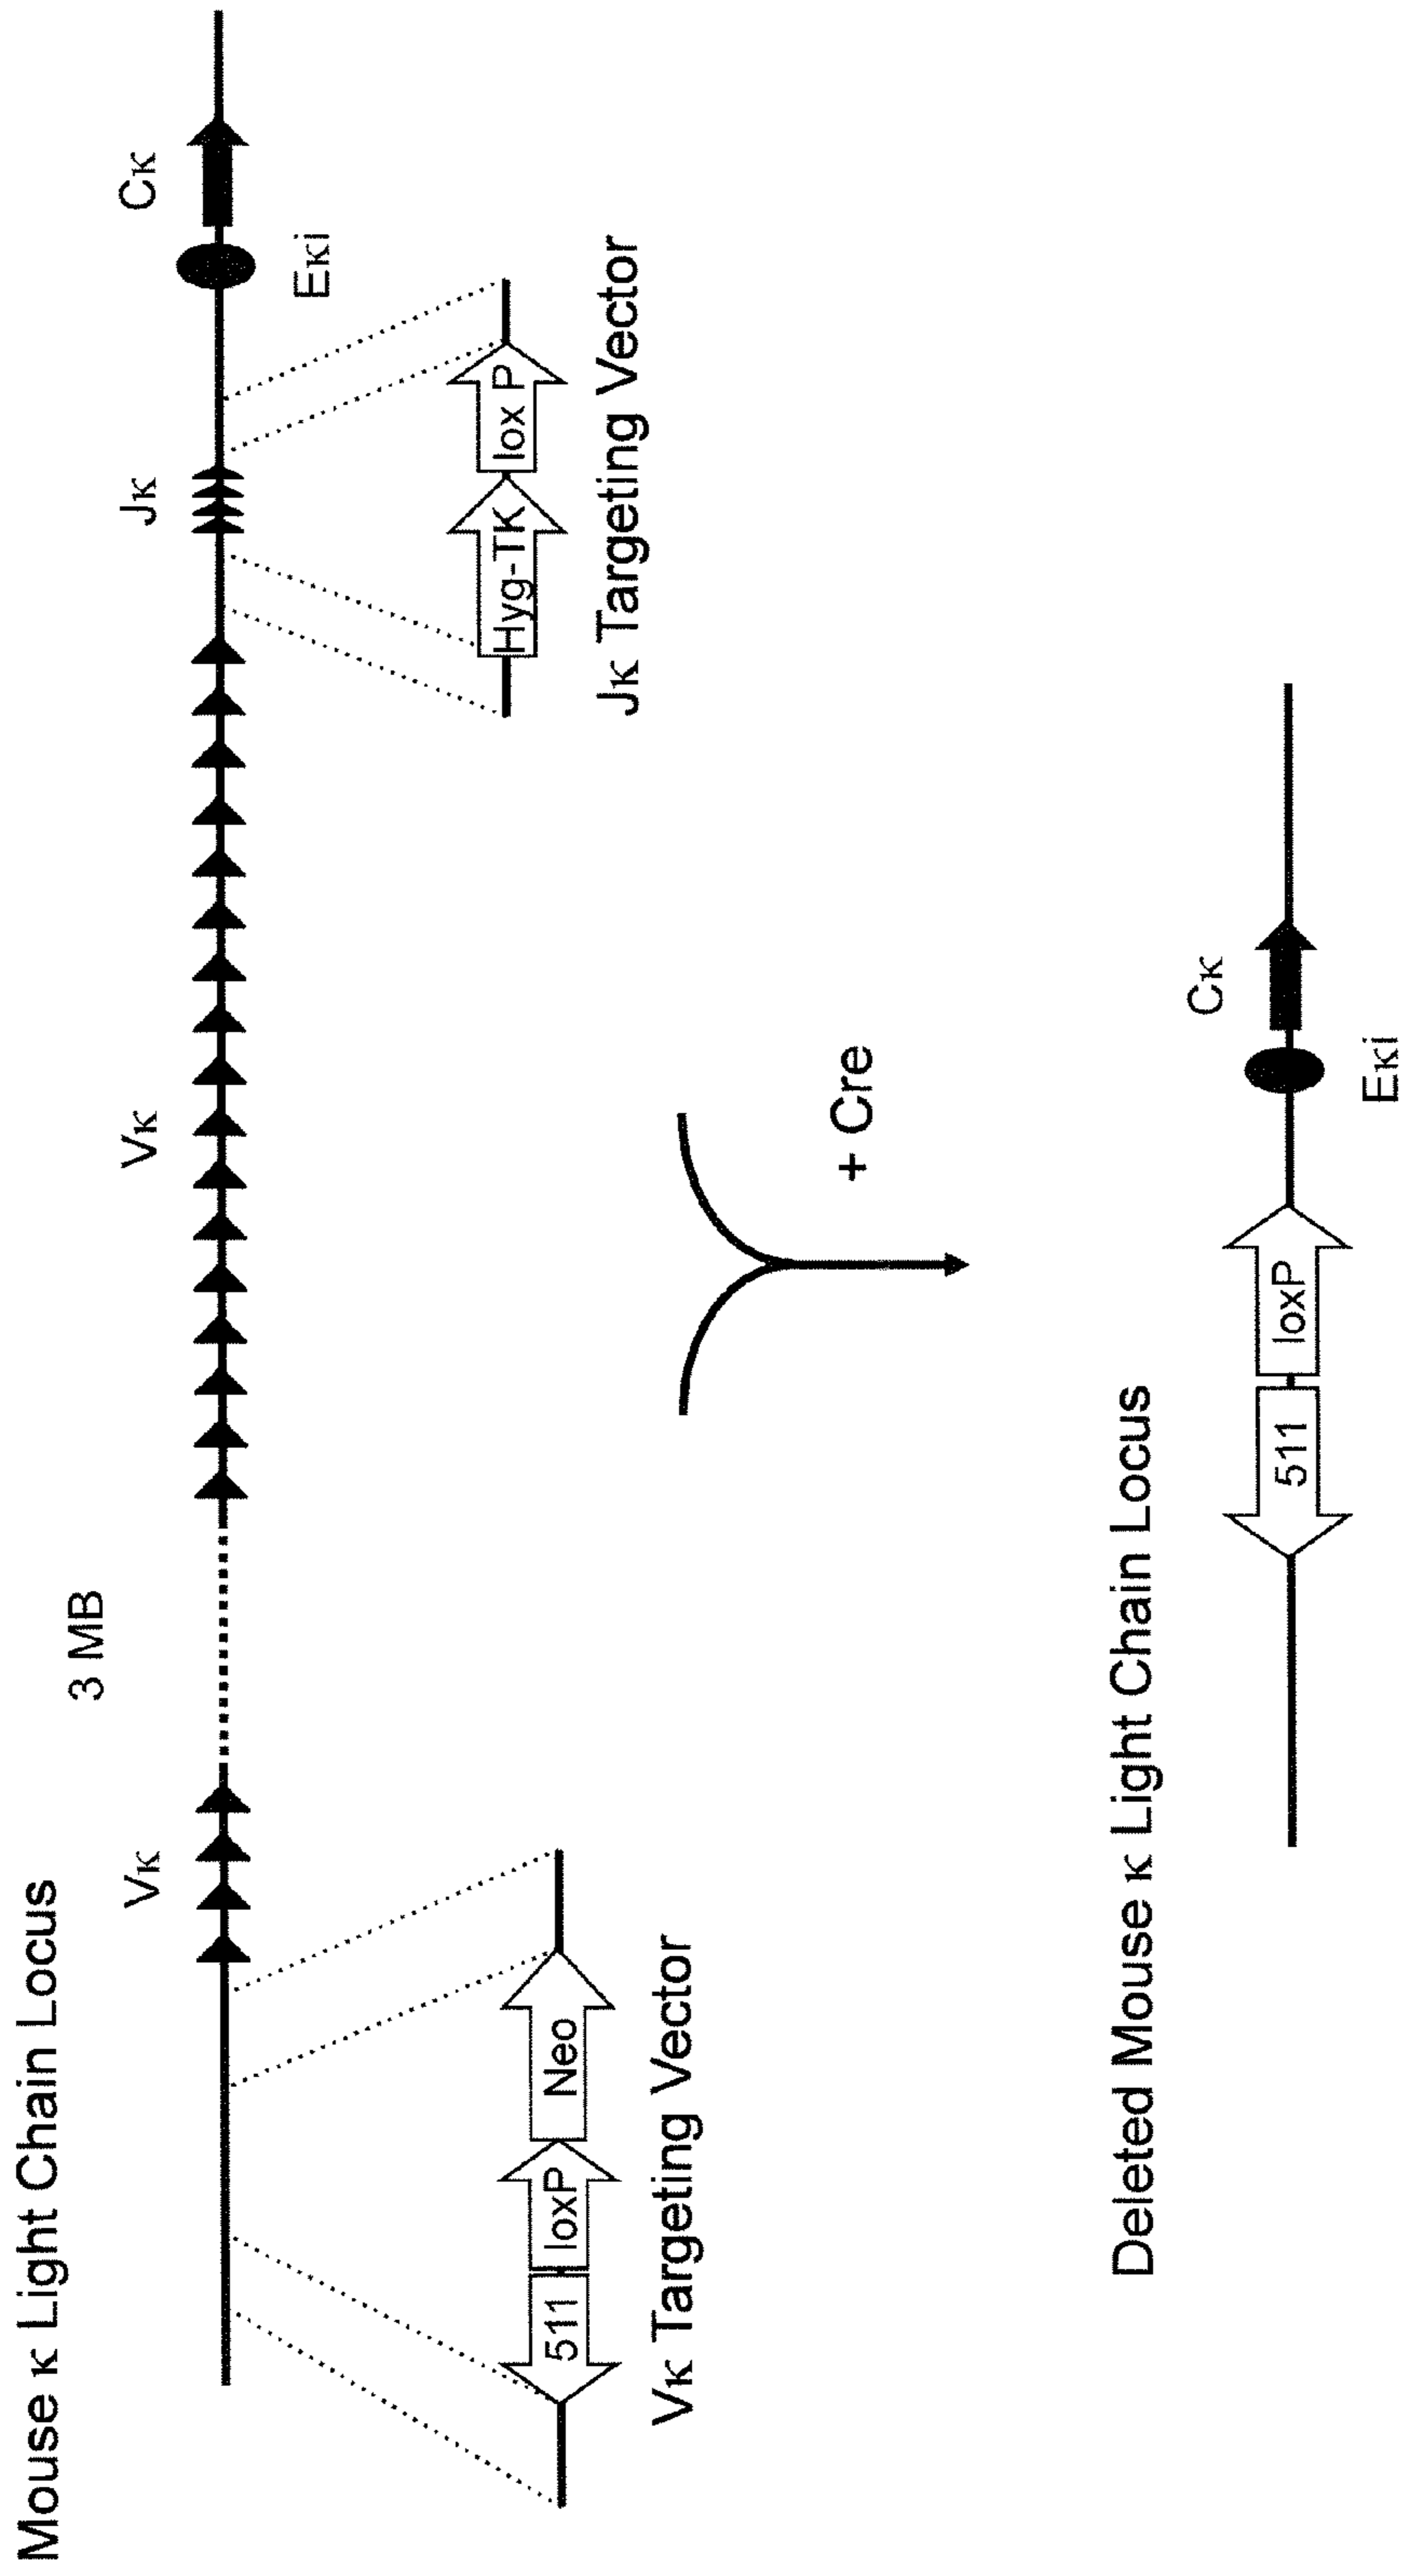 Mouse κ Light Chain Locus
3 MB
Vκ
Vκ
Jκ
Cκ
Eκi
511
loxP
Neo
Vκ Targeting Vector
Hyg-TK
lox P
Jκ Targeting Vector
+ Cre
Deleted Mouse κ Light Chain Locus
511
loxP
Cκ
Eκi